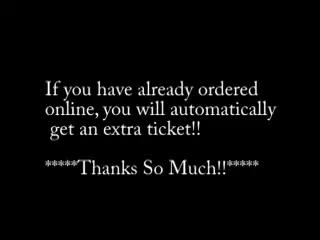 If you have already ordered
online, you will automatically
get an extra ticket!!
*****Thanks So Much!!*****